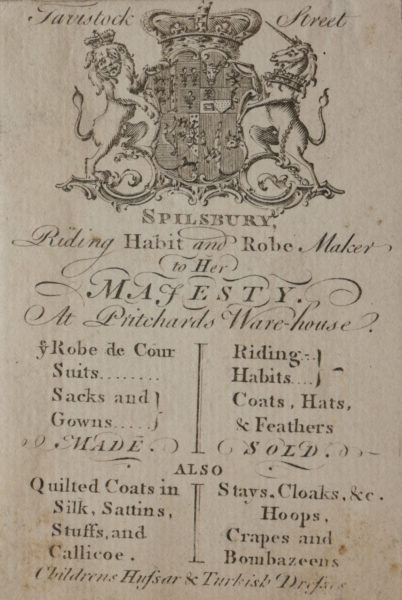 Tavistock Street
SPILSBURY,
Riding Habit and Robe Maker
to Her
MAJESTY.
At Pritchards Ware-house.
ye Robe de Cour
Suits........
Sacks and
Gowns.....
MADE.
Riding..
Habits....
Coats, Hats,
& Feathers
SOLD.
ALSO
Quilted Coats in
Silk, Sattins,
Stuffs, and
Callicoe.
Stays, Cloaks, &c.
Hoops,
Crapes and
Bombazeens
Childrens Hussar & Turkish Dresses